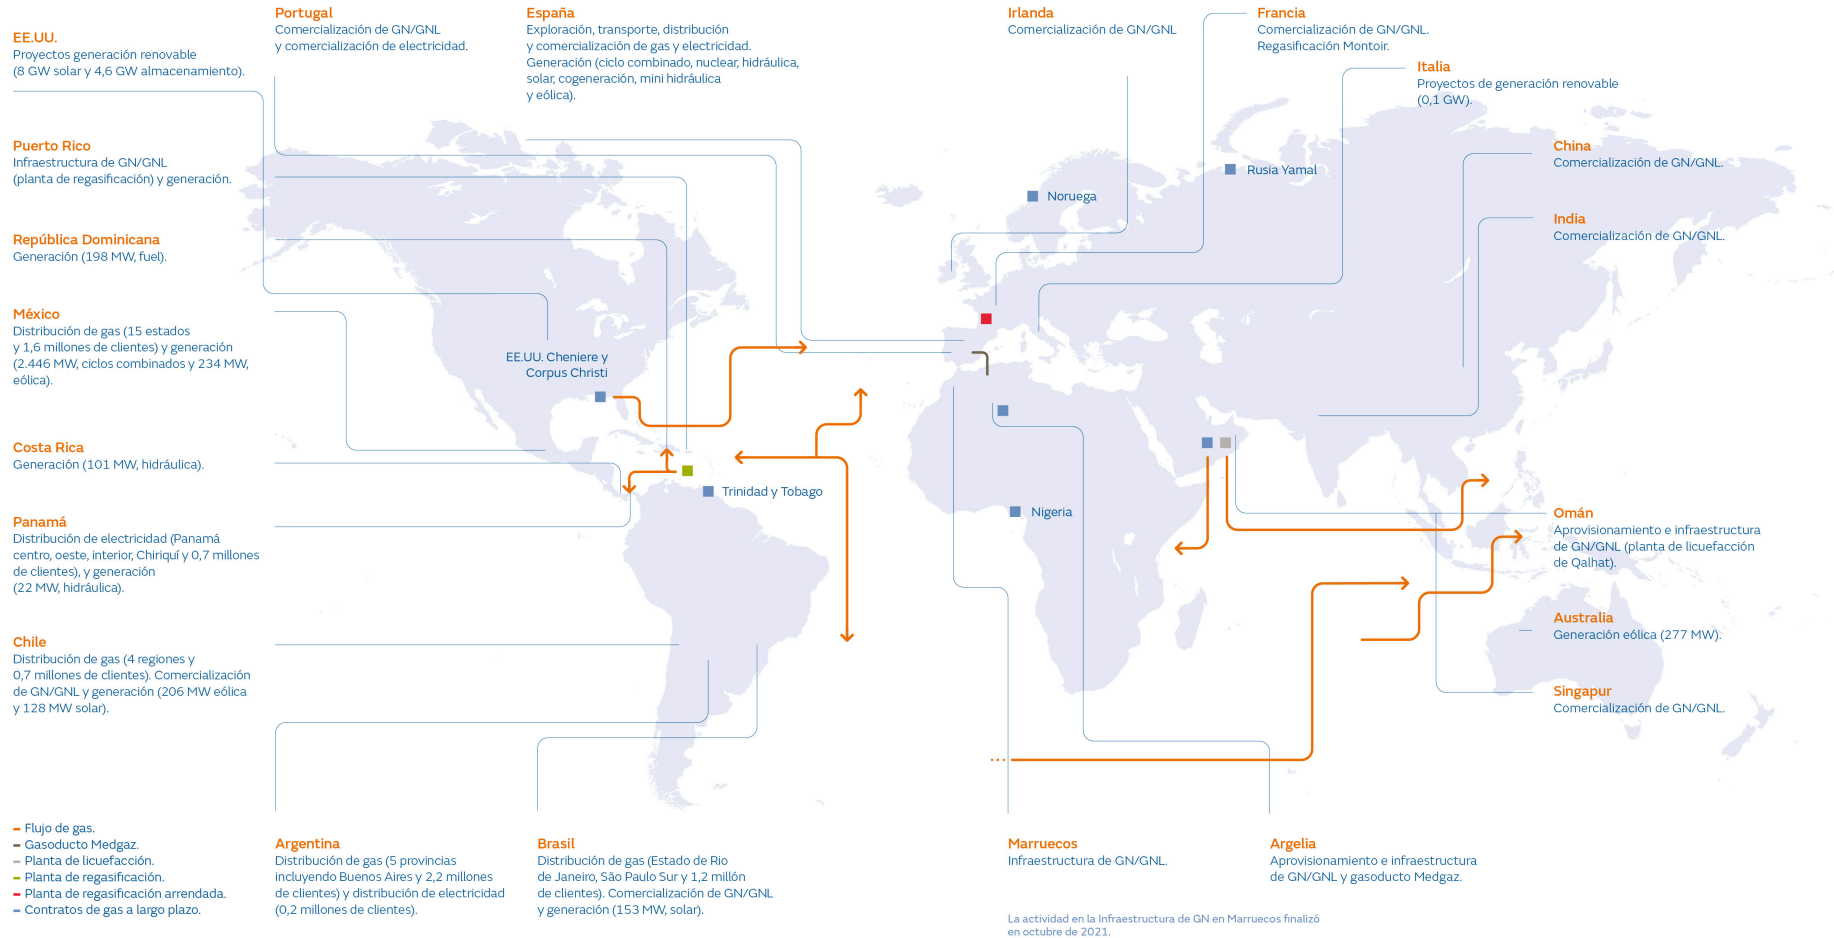 EE.UU.
Proyectos generación renovable
(8 GW solar y 4,6 GW almacenamiento).
Portugal
Comercialización de GN/GNL
y comercialización de electricidad.
España
Exploración, transporte, distribución
y comercialización de gas y electricidad.
Generación (ciclo combinado, nuclear, hidráulica,
solar, cogeneración, mini hidráulica
y eólica).
Irlanda
Comercialización de GN/GNL
Francia
Comercialización de GN/GNL.
Regasificación Montoir.
Italia
Proyectos de generación renovable
(0,1 GW).
Puerto Rico
Infraestructura de GN/GNL
(planta de regasificación) y generación.
República Dominicana
Generación (198 MW, fuel).
México
Distribución de gas (15 estados
y 1,6 millones de clientes) y generación
(2.446 MW, ciclos combinados y 234 MW,
eólica).
Costa Rica
Generación (101 MW, hidráulica).
Panamá
Distribución de electricidad (Panamá
centro, oeste, interior, Chiriquí y 0,7 millones
de clientes), y generación
(22 MW, hidráulica).
Chile
Distribución de gas (4 regiones y
0,7 millones de clientes). Comercialización
de GN/GNL y generación (206 MW eólica
y 128 MW solar).
EE.UU. Cheniere y
Corpus Christi
Trinidad y Tobago
Noruega
Rusia Yamal
Nigeria
China
Comercialización de GN/GNL.
India
Comercialización de GN/GNL.
Omán
Aprovisionamiento e infraestructura
de GN/GNL (planta de licuefacción
de Qalhat).
Australia
Generación eólica (277 MW).
Singapur
Comercialización de GN/GNL.
Flujo de gas.
Gasoducto Medgaz.
Planta de licuefacción.
Planta de regasificación.
Planta de regasificación arrendada.
Contratos de gas a largo plazo.
Argentina
Distribución de gas (5 provincias
incluyendo Buenos Aires y 2,2 millones
de clientes) y distribución de electricidad
(0,2 millones de clientes).
Brasil
Distribución de gas (Estado de Rio
de Janeiro, São Paulo Sur y 1,2 millón
de clientes). Comercialización de GN/GNL
y generación (153 MW, solar).
Marruecos
Infraestructura de GN/GNL.
Argelia
Aprovisionamiento e infraestructura
de GN/GNL y gasoducto Medgaz.
La actividad en la Infraestructura de GN en Marruecos finalizó
en octubre de 2021.